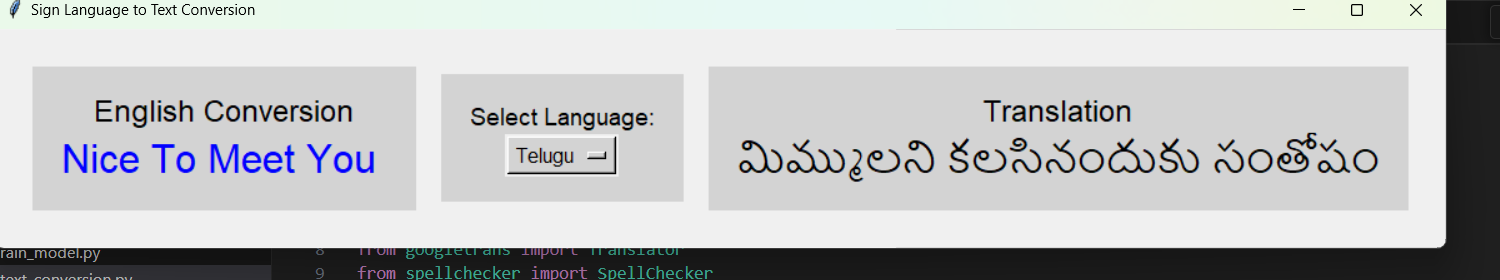 Sign Language to Text Conversion
English Conversion
Nice To Meet You
Select Language:
Telugu
Translation
మిమ్ములని కలసినందుకు సంతోషం
rain_model.py
text_conversion.py
8 from googletrans import Translator
9 from spellchecker import SpellChecker